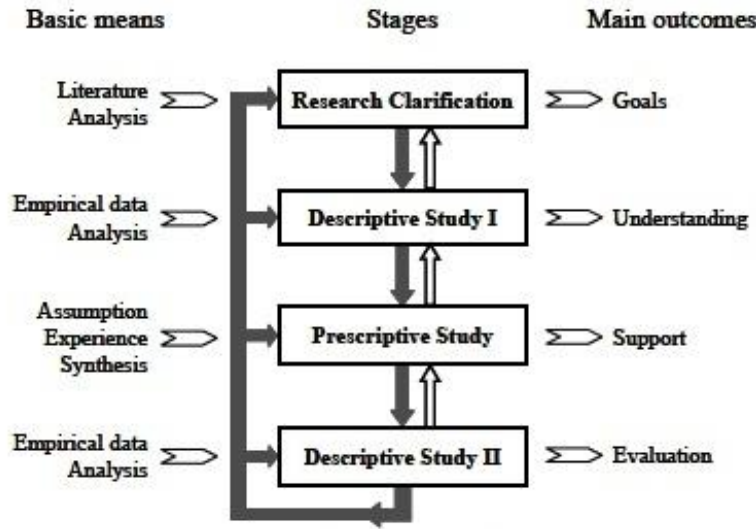 Basic means
Stages
Main outcomes
Literature
Analysis
Research Clarification
Goals
Empirical data
Analysis
Descriptive Study I
Understanding
Assumption
Experience
Synthesis
Prescriptive Study
Support
Empirical data
Analysis
Descriptive Study II
Evaluation